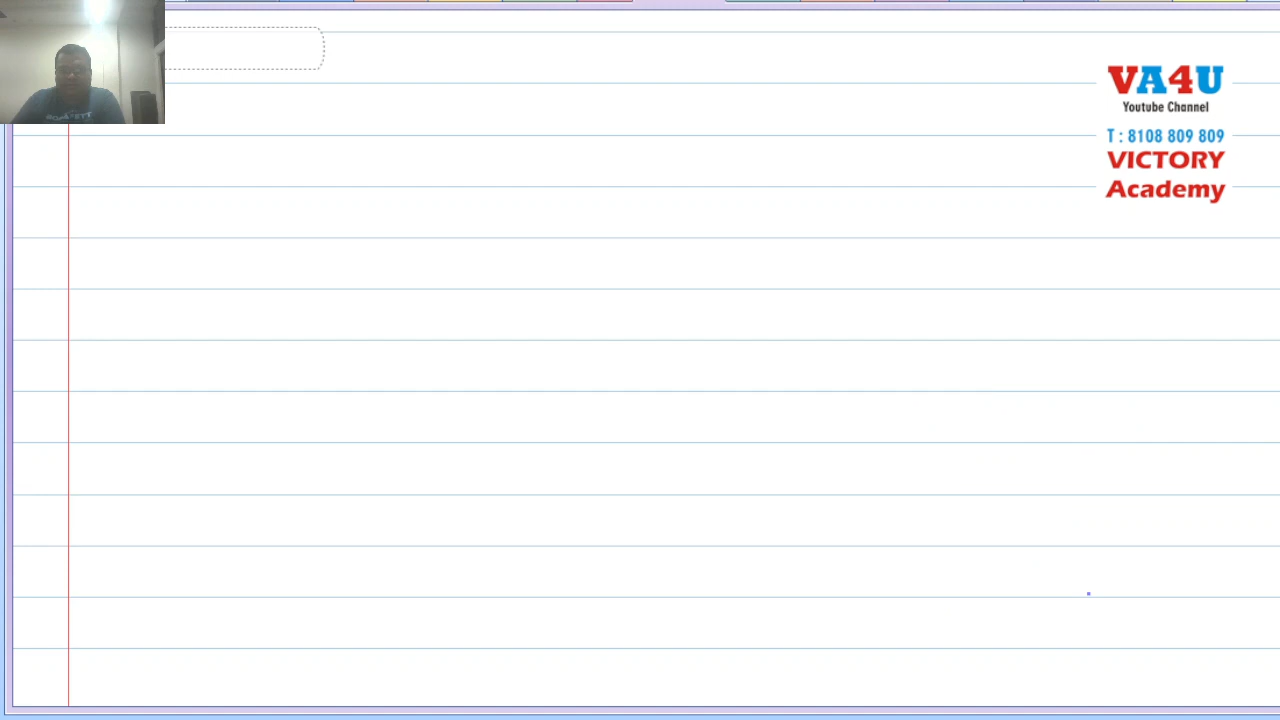 VA4U
Youtube Channel
T : 8108 809 809
VICTORY
Academy